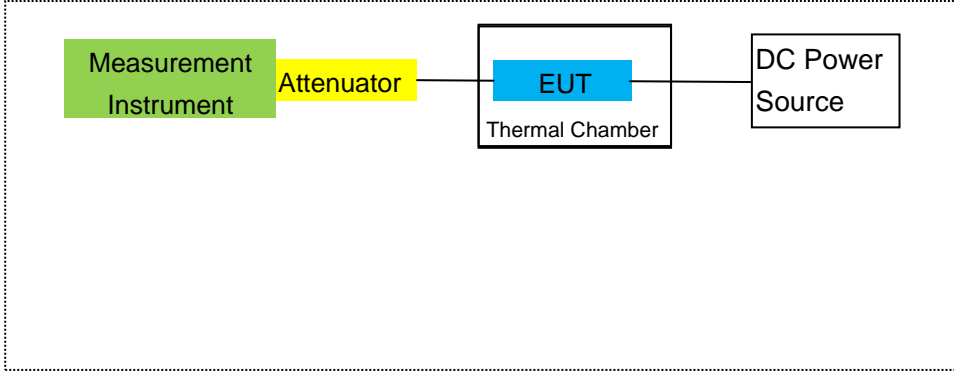 Measurement
Instrument
Attenuator
EUT
Thermal Chamber
DC Power
Source